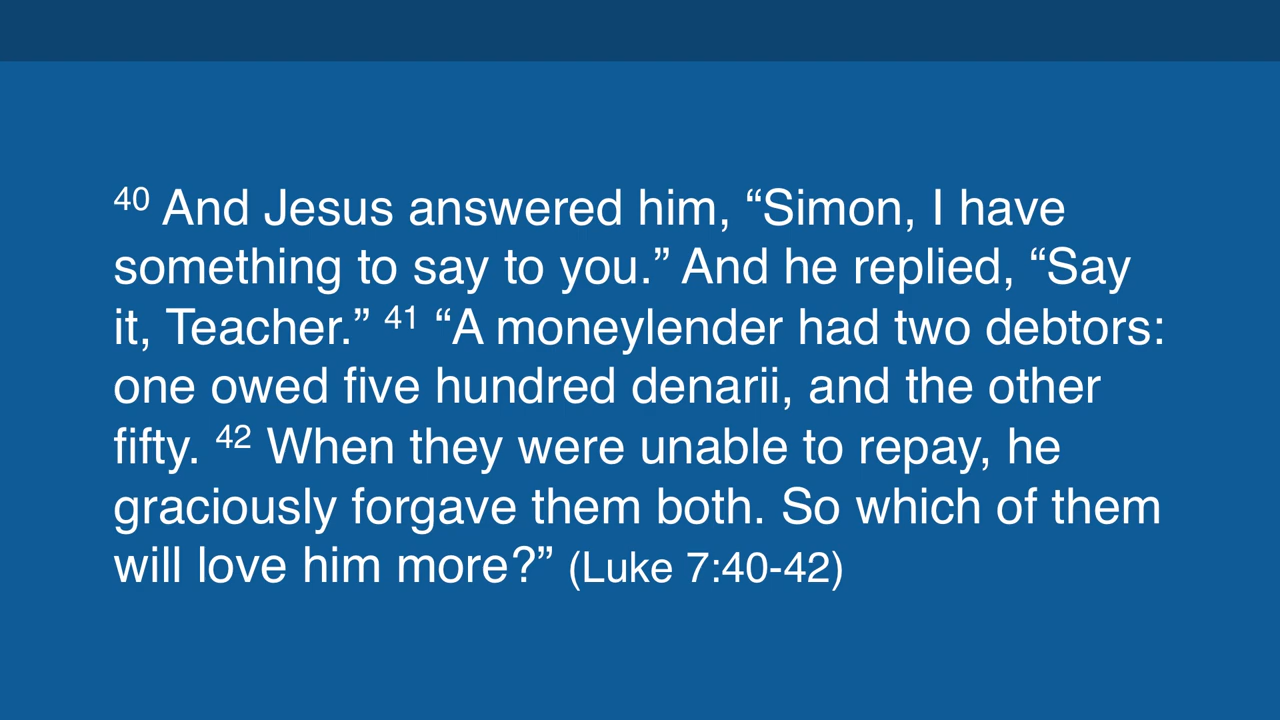 40 And Jesus answered him, “Simon, I have
something to say to you.” And he replied, “Say
it, Teacher.” 41 “A moneylender had two debtors:
one owed five hundred denarii, and the other
fifty. 42 When they were unable to repay, he
graciously forgave them both. So which of them
will love him more?” (Luke 7:40-42)